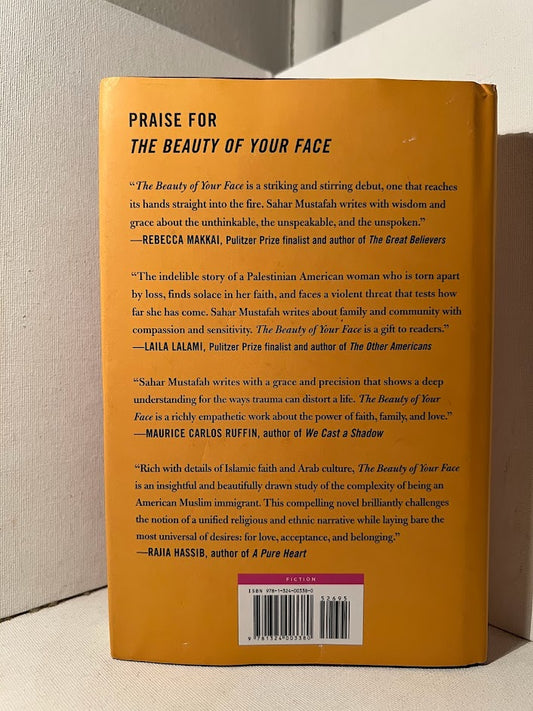 PRAISE FOR
THE BEAUTY OF YOUR FACE
“The Beauty of Your Face is a striking and stirring debut, one that reaches
its hands straight into the fire. Sahar Mustafah writes with wisdom and
grace about the unthinkable, the unspeakable, and the unspoken.”
—REBECCA MAKKAI, Pulitzer Prize finalist and author of The Great Believers
“The indelible story of a Palestinian American woman who is torn apart
by loss, finds solace in her faith, and faces a violent threat that tests how
far she has come. Sahar Mustafah writes about family and community with
compassion and sensitivity. The Beauty of Your Face is a gift to readers.”
—LAILA LALAMI, Pulitzer Prize finalist and author of The Other Americans
“Sahar Mustafah writes with a grace and precision that shows a deep
understanding for the ways trauma can distort a life. The Beauty of Your
Face is a richly empathetic work about the power of faith, family, and love.”
—MAURICE CARLOS RUFFIN, author of We Cast a Shadow
“Rich with details of Islamic faith and Arab culture, The Beauty of Your Face
is an insightful and beautifully drawn study of the complexity of being an
American Muslim immigrant. This compelling novel brilliantly challenges
the notion of a unified religious and ethnic narrative while laying bare the
most universal of desires: for love, acceptance, and belonging.”
—RAJIA HASSIB, author of A Pure Heart
FICTION
ISBN 978-1-324-00338-0
52695
9 781324 003380